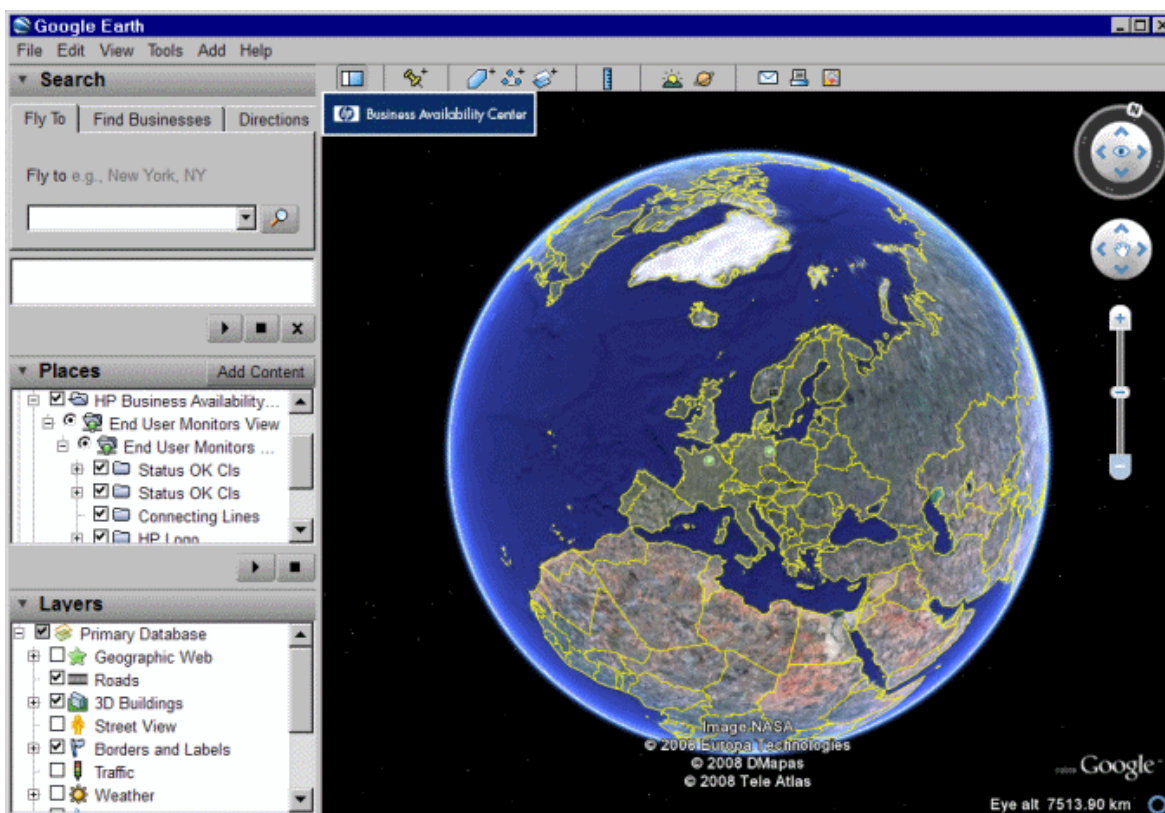 Google Earth
File Edit View Tools Add Help
Search
Fly To Find Businesses Directions
Fly to e.g., New York, NY
Places Add Content
HP Business Availability...
End User Monitors View
End User Monitors ...
Status OK CIs
Status OK CIs
Connecting Lines
HP Logo
Layers
Primary Database
Geographic Web
Roads
3D Buildings
Street View
Borders and Labels
Traffic
Weather
hp Business Availability Center
N
Image NASA
© 2008 Europa Technologies
© 2008 DMapas
© 2008 Tele Atlas
Google
Eye alt 7513.90 km